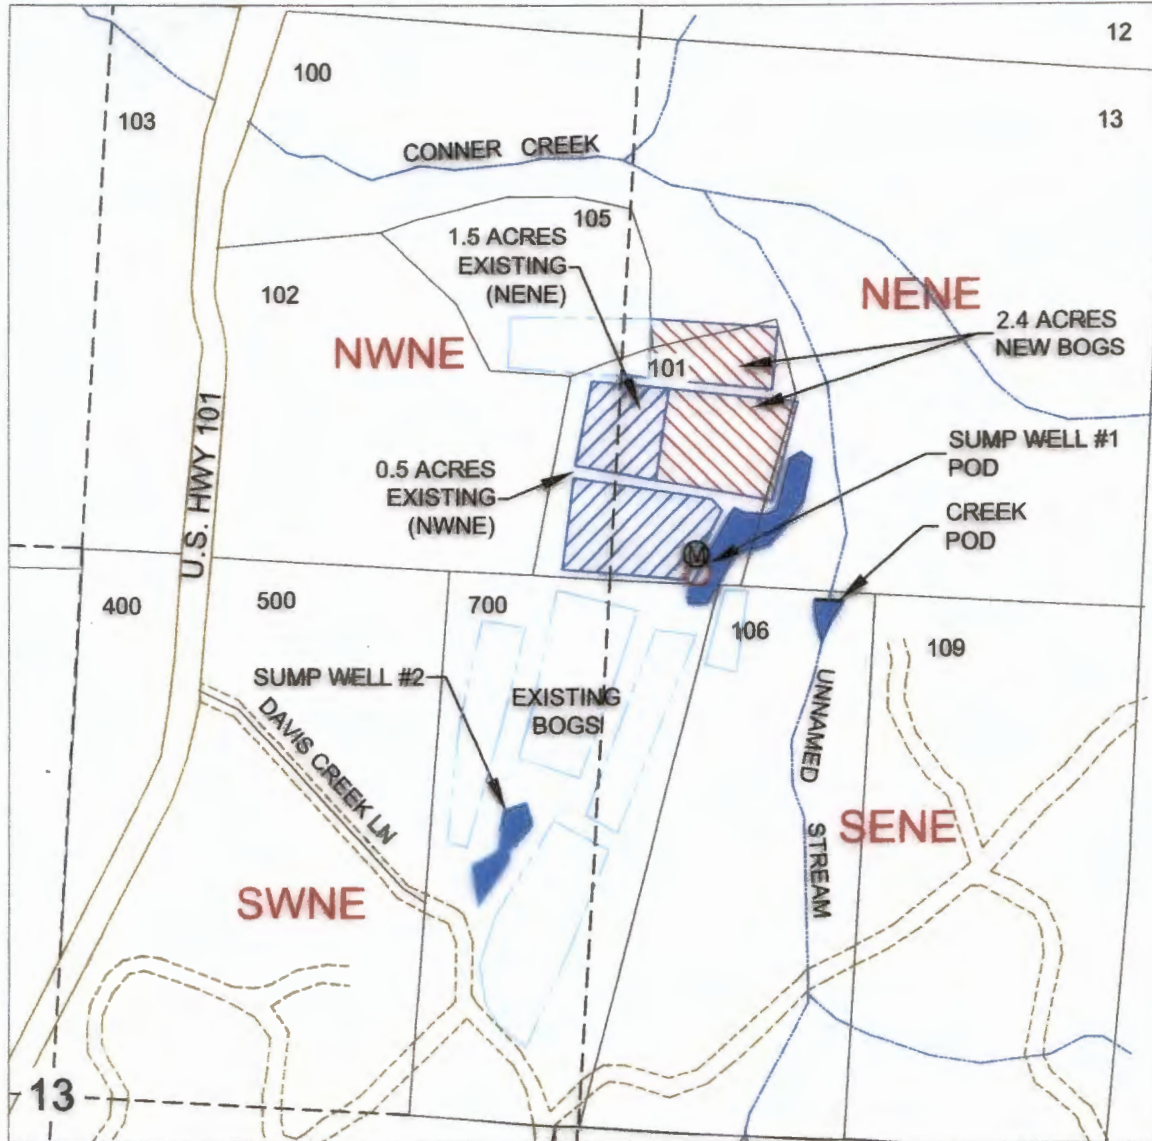 12
100
103
13
CONNER CREEK
105
1.5 ACRES
EXISTING
(NENE)
102
NENE
NWNE
2.4 ACRES
NEW BOGS
101
U.S. HWY 101
SUMP WELL #1
POD
0.5 ACRES
EXISTING
(NWNE)
CREEK
POD
M
400
500
700
106
109
SUMP WELL #2
EXISTING
BOGS
DAVIS CREEK LN
UNNAMED STREAM
SENE
SWNE
13